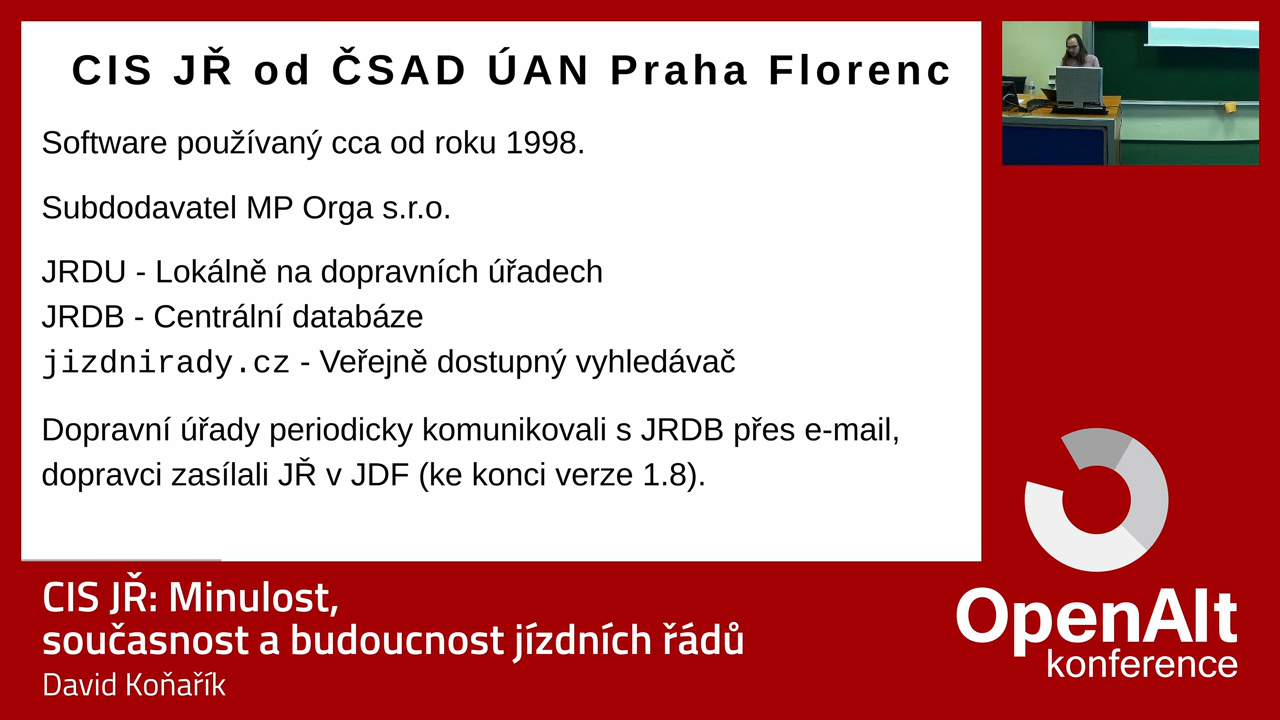 CIS JŘ od ČSAD ÚAN Praha Florenc
Software používaný cca od roku 1998.
Subdodavatel MP Orga s.r.o.
JRDU - Lokálně na dopravních úřadech
JRDB - Centrální databáze
jizdnirady.cz - Veřejně dostupný vyhledávač
Dopravní úřady periodicky komunikovali s JRDB přes e-mail,
dopravci zasílali JŘ v JDF (ke konci verze 1.8).
CIS JŘ: Minulost,
současnost a budoucnost jízdních řádů
David Koňařík
OpenAlt
konference